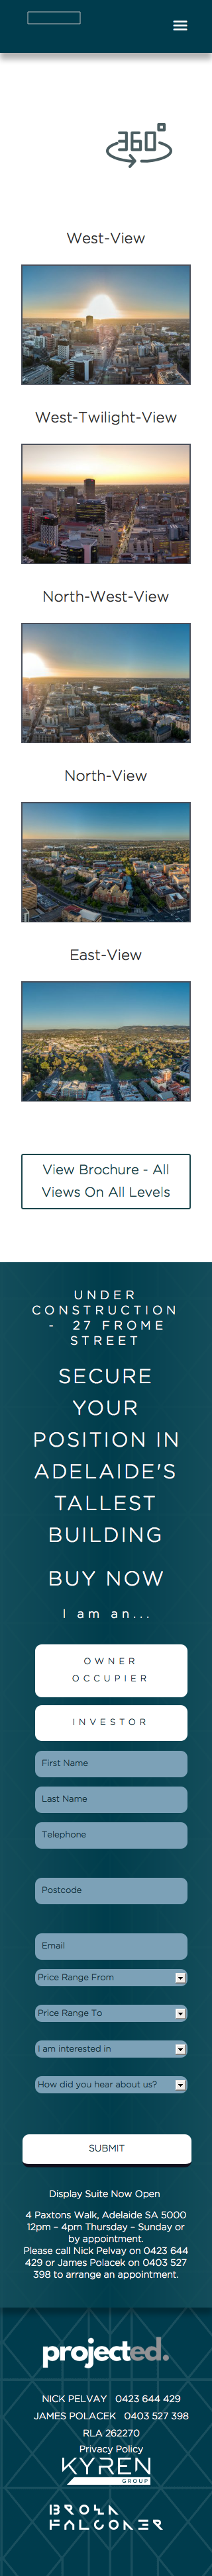 360°
West-View
West-Twilight-View
North-West-View
North-View
East-View
View Brochure - All
Views On All Levels
UNDER
CONSTRUCTION
- 27 FROME
STREET
SECURE
YOUR
POSITION IN
ADELAIDE'S
TALLEST
BUILDING
BUY NOW
I am an...
OWNER
OCCUPIER
INVESTOR
First Name
Last Name
Telephone
Postcode
Email
Price Range From
Price Range To
I am interested in
How did you hear about us?
SUBMIT
Display Suite Now Open
4 Paxtons Walk, Adelaide SA 5000
12pm – 4pm Thursday – Sunday or
by appointment.
Please call Nick Pelvay on 0423 644
429 or James Polacek on 0403 527
398 to arrange an appointment.
projected.
NICK PELVAY 0423 644 429
JAMES POLACEK 0403 527 398
RLA 262270
Privacy Policy
KYREN
GROUP
BROWN
FALCONER